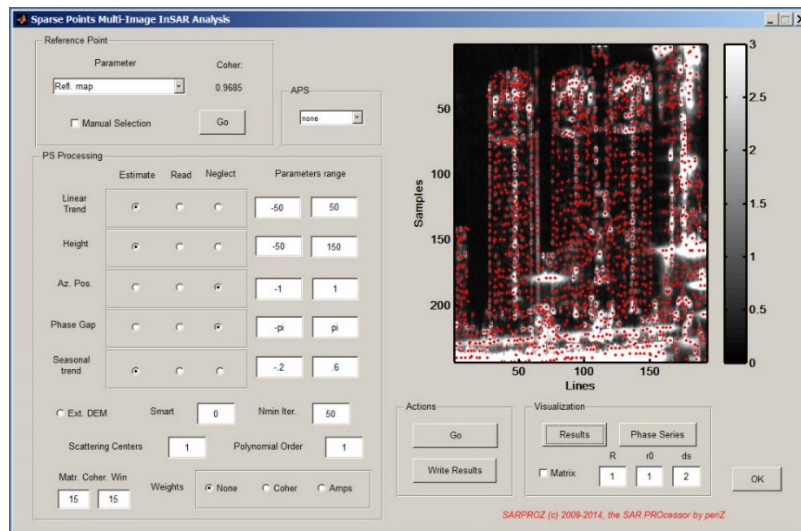 Sparse Points Multi-Image InSAR Analysis
Reference Point
Parameter Coher:
Refl. map 0.9685
Manual Selection Go
APS
none
PS Processing
Estimate Read Neglect Parameters range
Linear Trend -50 50
Height -50 150
Az. Pos. -1 1
Phase Gap -pi pi
Seasonal trend -.2 .6
Ext. DEM Smart 0 Nmin Iter. 50
Scattering Centers 1 Polynomial Order 1
Matr. Coher. Win
15 15
Weights None Coher Amps
50
100
150
200
Samples
50 100 150
Lines
3
2.5
2
1.5
1
0.5
0
Actions
Go
Write Results
Visualization
Results Phase Series
R r0 ds
Matrix 1 1 2
OK
SARPROZ (c) 2009-2014, the SAR PROcessor by periZ